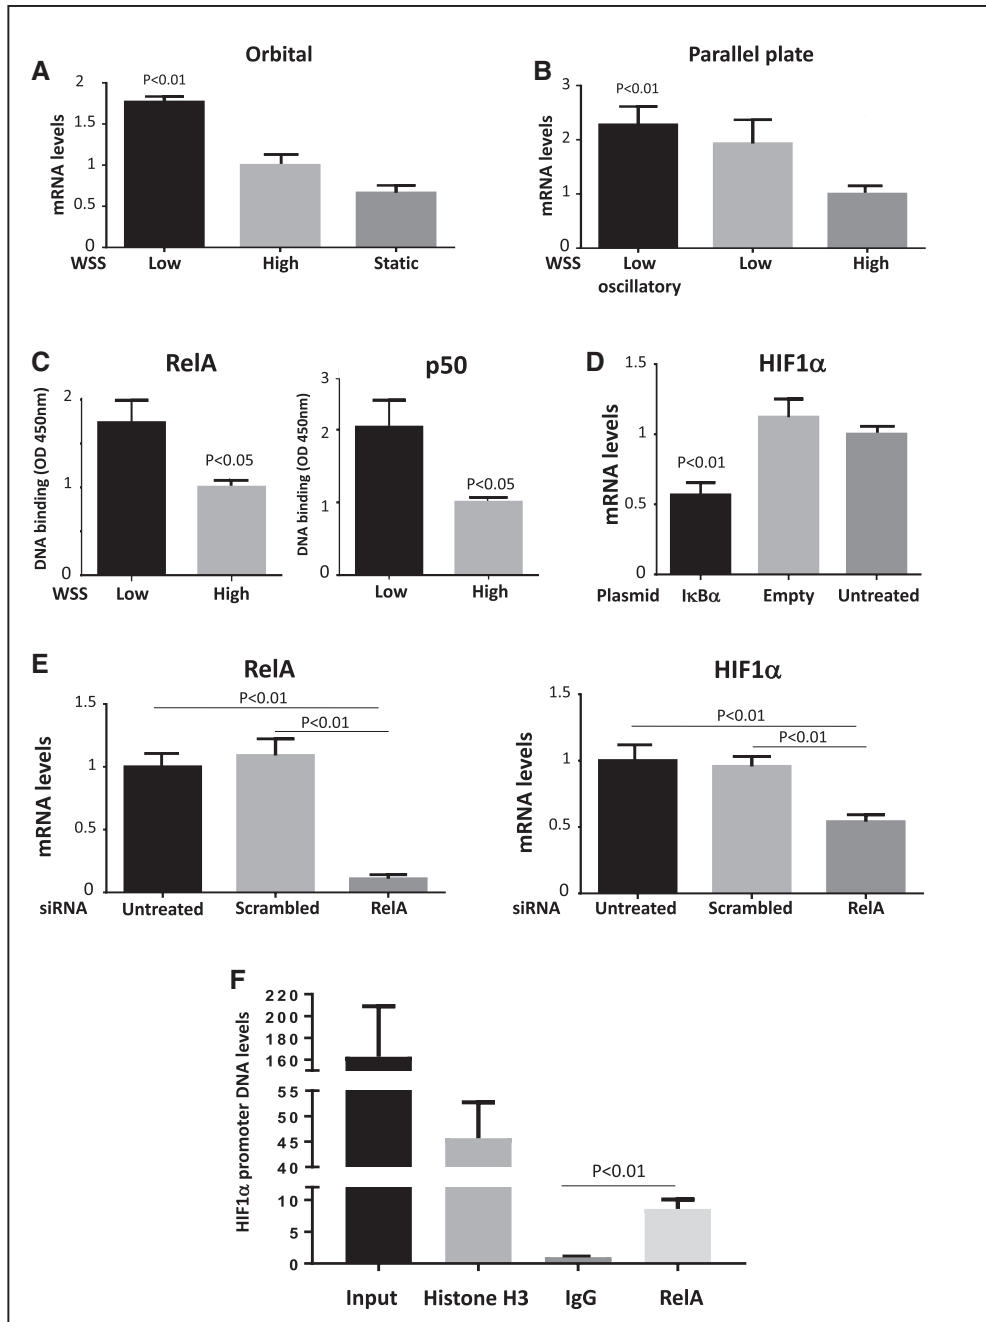 A
Orbital
mRNA levels
2
1.5
1
0.5
0
P<0.01
WSS Low High Static
B
Parallel plate
mRNA levels
3
2
1
0
P<0.01
WSS Low Low High
oscillatory
C
RelA
DNA binding (OD 450nm)
2
1
0
P<0.05
WSS Low High
p50
DNA binding (OD 450nm)
3
2
1
0
P<0.05
Low High
D
HIF1α
mRNA levels
1.5
1
0.5
0
P<0.01
Plasmid IκBα Empty Untreated
E
RelA
mRNA levels
1.5
1
0.5
0
P<0.01
P<0.01
siRNA Untreated Scrambled RelA
HIF1α
mRNA levels
1.5
1
0.5
0
P<0.01
P<0.01
siRNA Untreated Scrambled RelA
F
HIF1α promoter DNA levels
220
200
180
160
55
50
45
40
10
5
0
P<0.01
Input Histone H3 IgG RelA